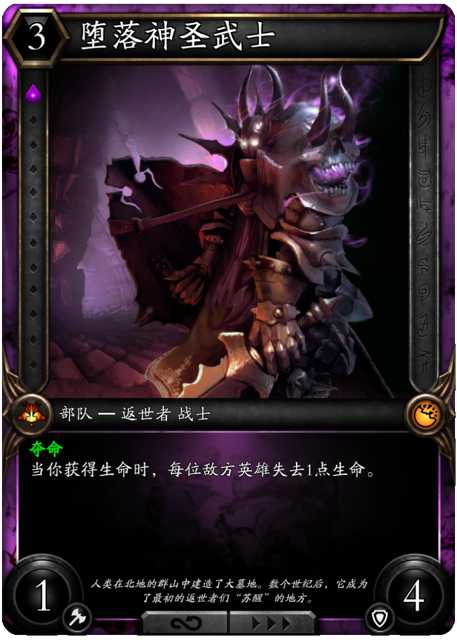 3
堕落神圣武士
部队 — 返世者 战士
夺命
当你获得生命时，每位敌方英雄失去1点生命。
人类在北地的群山中建造了大墓地。数个世纪后，它成为
了最初的返世者们“苏醒”的地方。
1
4